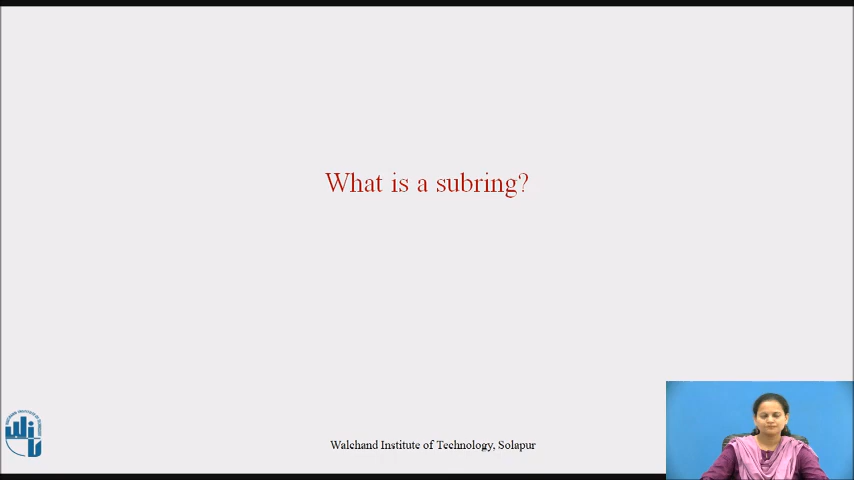 What is a subring?
Walchand Institute of Technology, Solapur